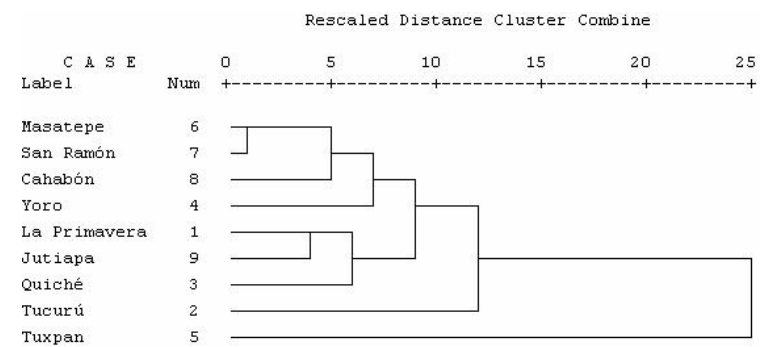 Rescaled Distance Cluster Combine
C A S E 0 5 10 15 20 25
Label Num +---------+---------+---------+---------+---------+
Masatepe 6
San Ramón 7
Cahabón 8
Yoro 4
La Primavera 1
Jutiapa 9
Quiché 3
Tucurú 2
Tuxpan 5